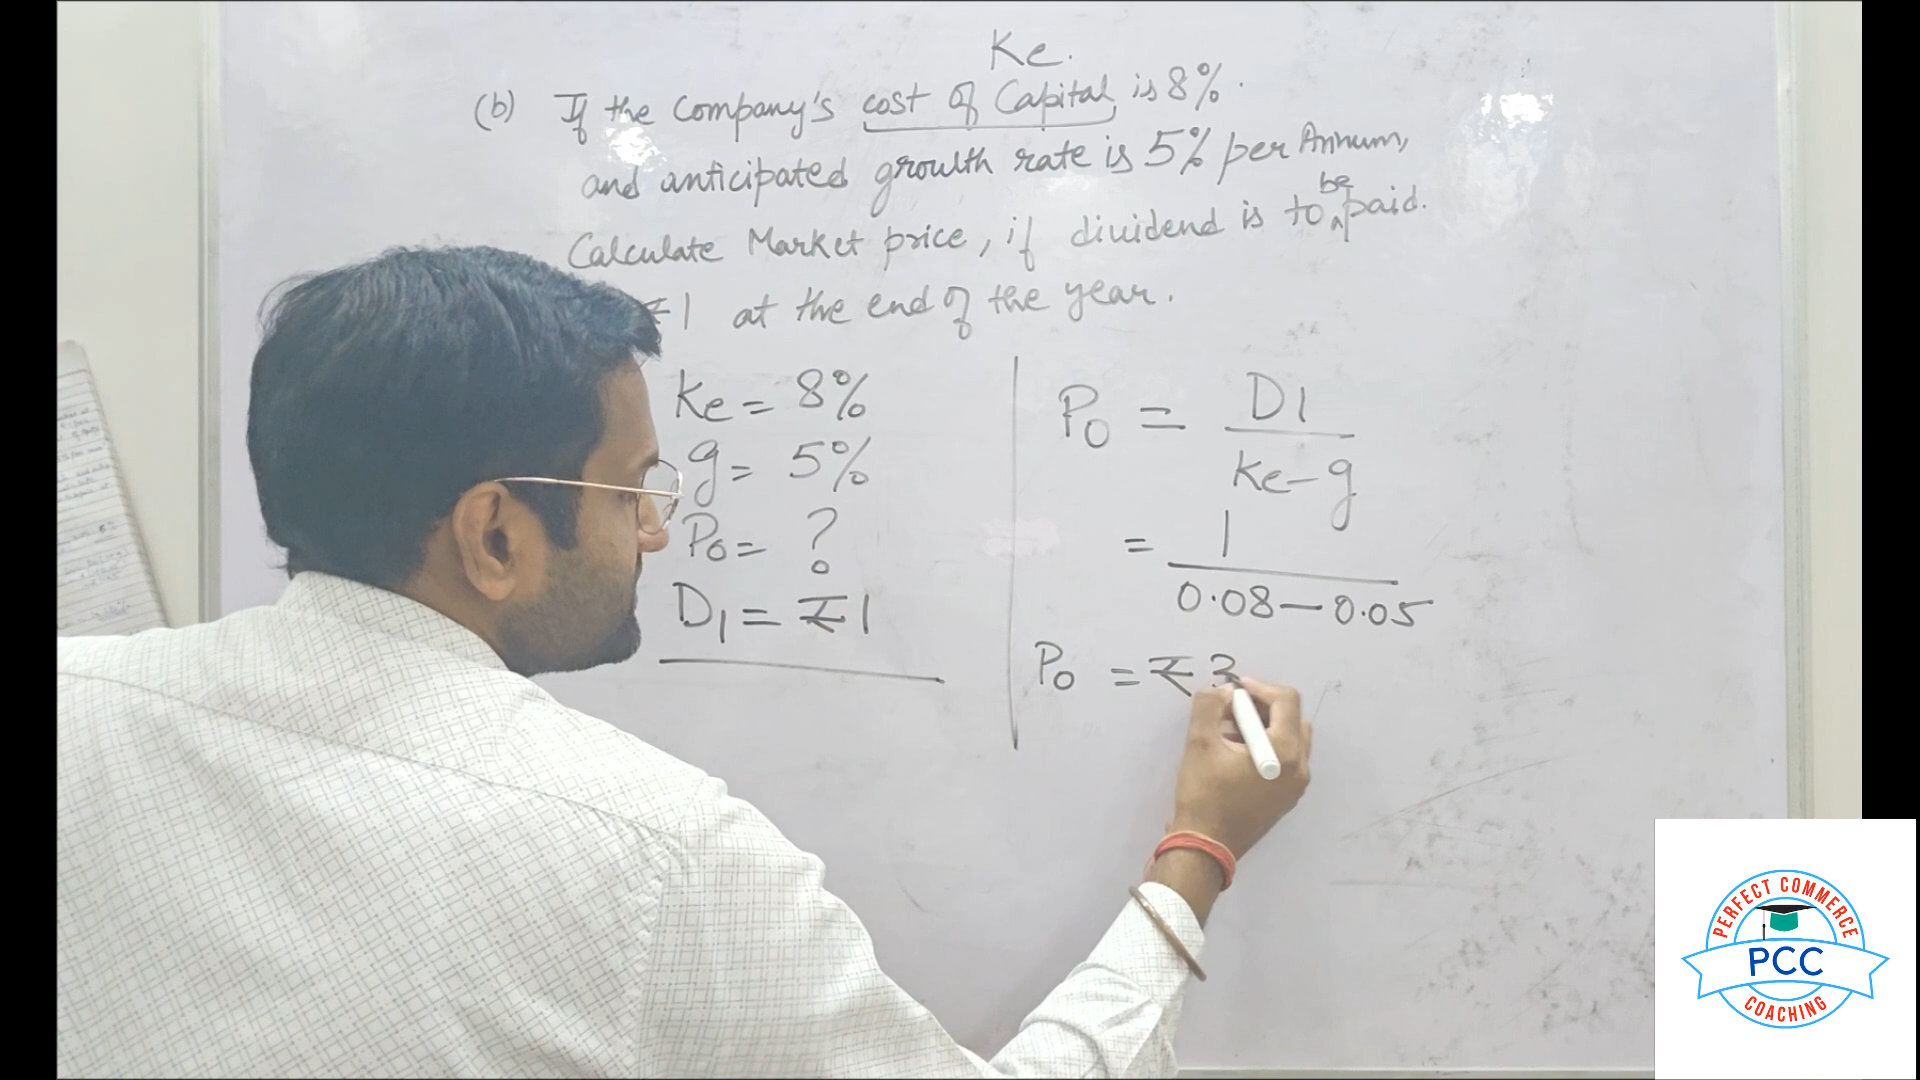 Ke.
(b) If the Company's cost of Capital is 8%.
and anticipated growth rate is 5% per Annum,
Calculate Market price, if dividend is to be paid.
₹1 at the end of the year.
Ke = 8%
g = 5%
P0 = ?
D1 = ₹1
P0 = D1
Ke-g
= 1
0.08-0.05
P0 = ₹3
PERFECT COMMERCE
PCC
COACHING